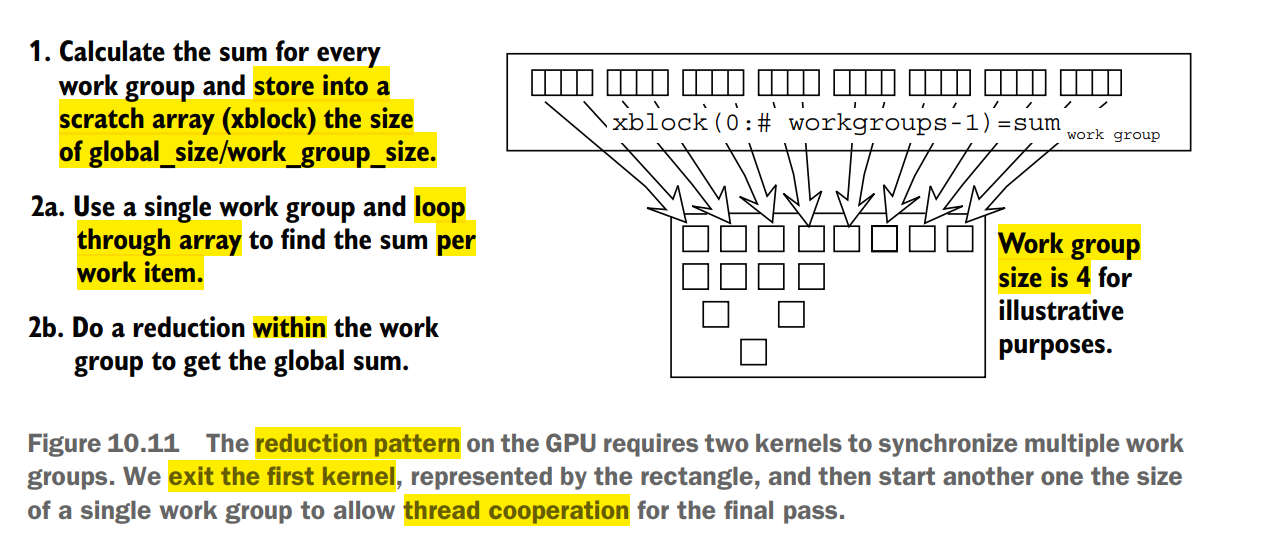 1. Calculate the sum for every
work group and store into a
scratch array (xblock) the size
of global_size/work_group_size.
2a. Use a single work group and loop
through array to find the sum per
work item.
2b. Do a reduction within the work
group to get the global sum.
xblock(0:# workgroups-1)=sum work group
Work group
size is 4 for
illustrative
purposes.
Figure 10.11 The reduction pattern on the GPU requires two kernels to synchronize multiple work
groups. We exit the first kernel, represented by the rectangle, and then start another one the size
of a single work group to allow thread cooperation for the final pass.